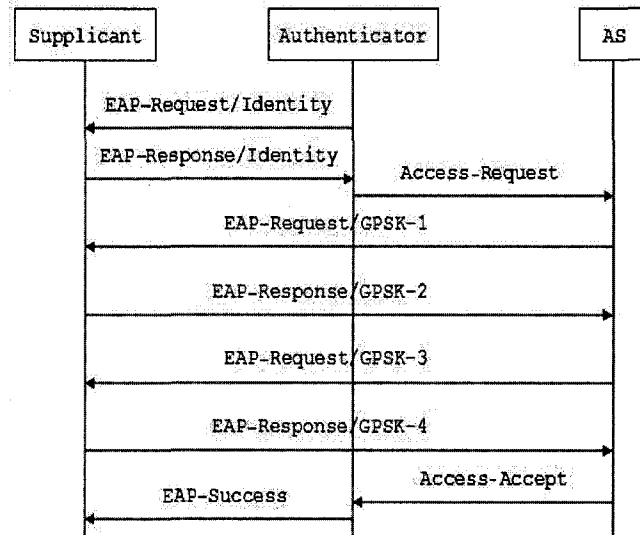 Supplicant Authenticator AS
EAP-Request/Identity
EAP-Response/Identity
Access-Request
EAP-Request/GPSK-1
EAP-Response/GPSK-2
EAP-Request/GPSK-3
EAP-Response/GPSK-4
Access-Accept
EAP-Success